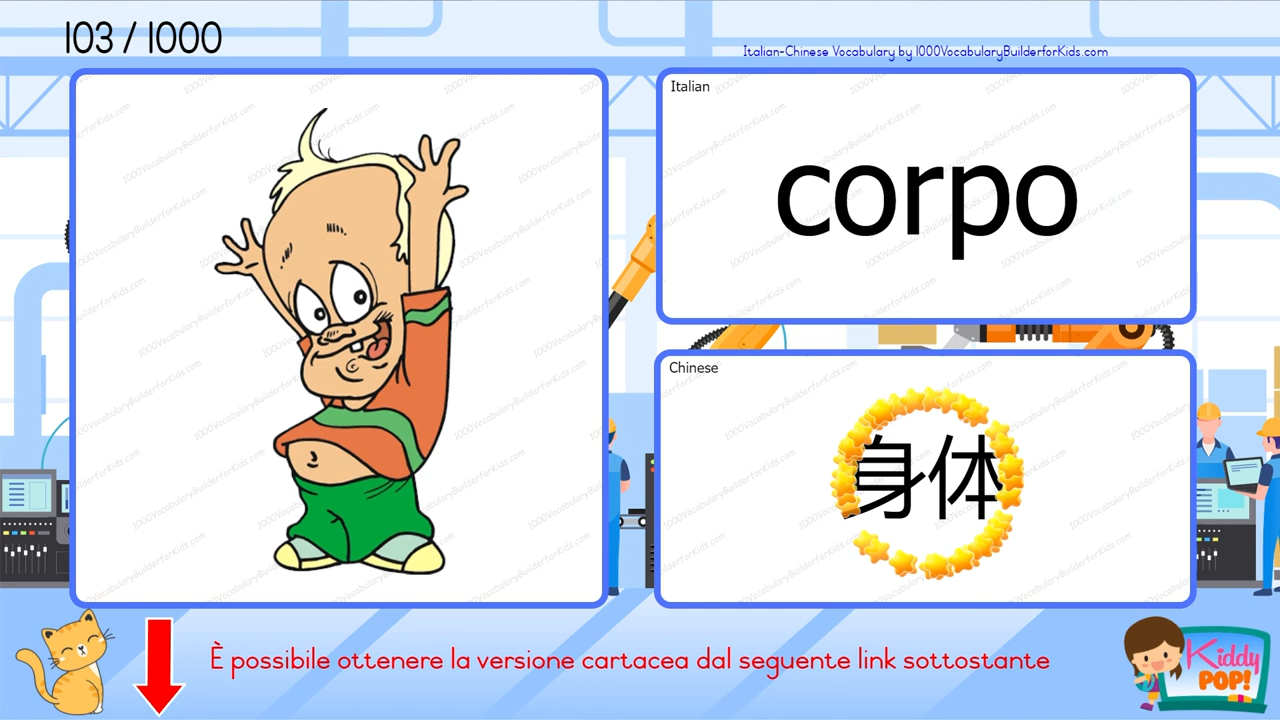 103 / 1000
Italian-Chinese Vocabulary by 1000VocabularyBuilderforKids.com
Italian
corpo
Chinese
身体
È possibile ottenere la versione cartacea dal seguente link sottostante
Kiddy
POP!